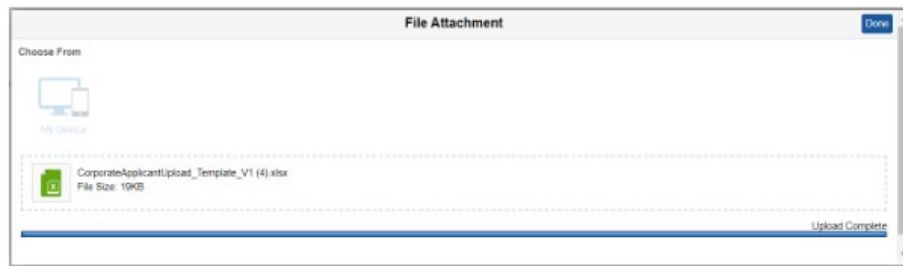 File Attachment
Done
Choose From
My Device
CorporateApplicantUpload_Template_V1 (4).xlsx
File Size: 19KB
Upload Complete